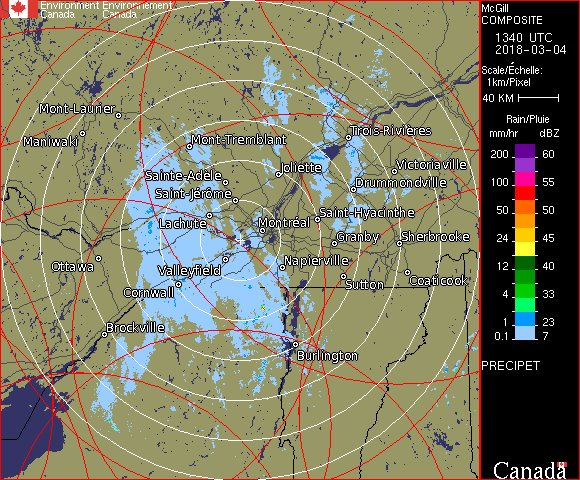 Environment Environnement
Canada Canada
McGill
COMPOSITE
1340 UTC
2018-03-04
Scale/Échelle:
1km/Pixel
40 KM
Rain/Pluie
mm/hr dBZ
200 60
100 55
50 50
24 45
12 40
4 33
1 23
0.1 7
PRECIPET
Canada
Mont-Laurier
Maniwaki
Mont-Tremblant
Trois-Rivières
Joliette
Victoriaville
Sainte-Adèle
Drummondville
Saint-Jérôme
Lachute
Saint-Hyacinthe
Montréal
Granby
Sherbrooke
Ottawa
Valleyfield
Napierville
Cornwall
Sutton
Coaticook
Brockville
Burlington